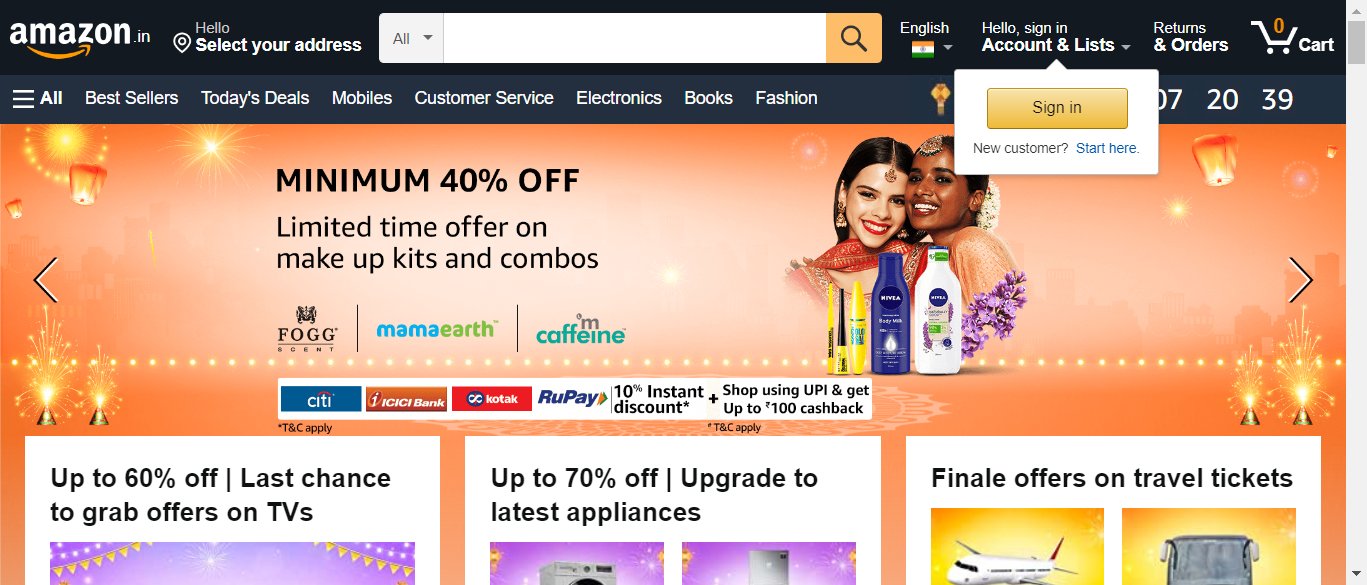 amazon.in
Hello
Select your address
All
English
Hello, sign in
Account & Lists
Returns
& Orders
0
Cart
All
Best Sellers
Today's Deals
Mobiles
Customer Service
Electronics
Books
Fashion
07 20 39
Sign in
New customer? Start here.
MINIMUM 40% OFF
Limited time offer on
make up kits and combos
FOGG
SCENT
mamaearth
m
caffeine
NIVEA
Body Milk
NIVEA
citi
ICICI Bank
kotak
RuPay
10% Instant
discount*
+
Shop using UPI & get
Up to ₹100 cashback
*T&C apply
#T&C apply
Up to 60% off | Last chance
to grab offers on TVs
Up to 70% off | Upgrade to
latest appliances
Finale offers on travel tickets